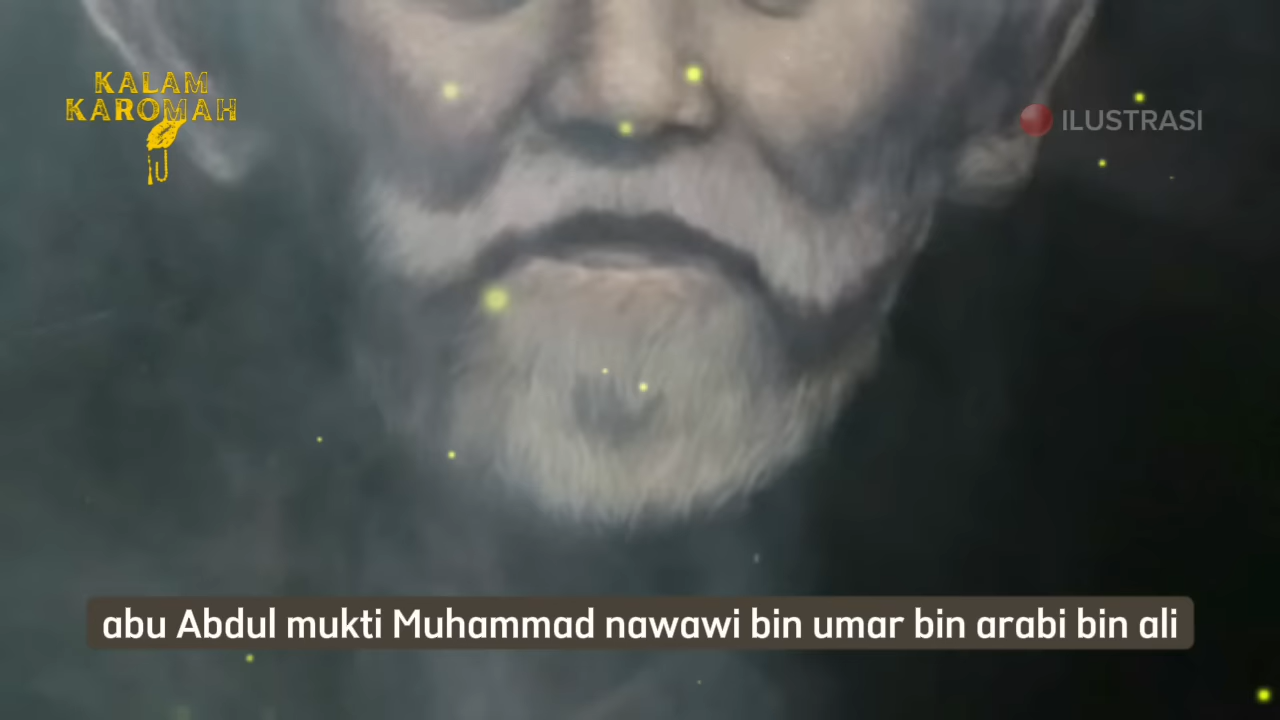 KALAM
KAROMAH
ILUSTRASI
abu Abdul mukti Muhammad nawawi bin umar bin arabi bin ali